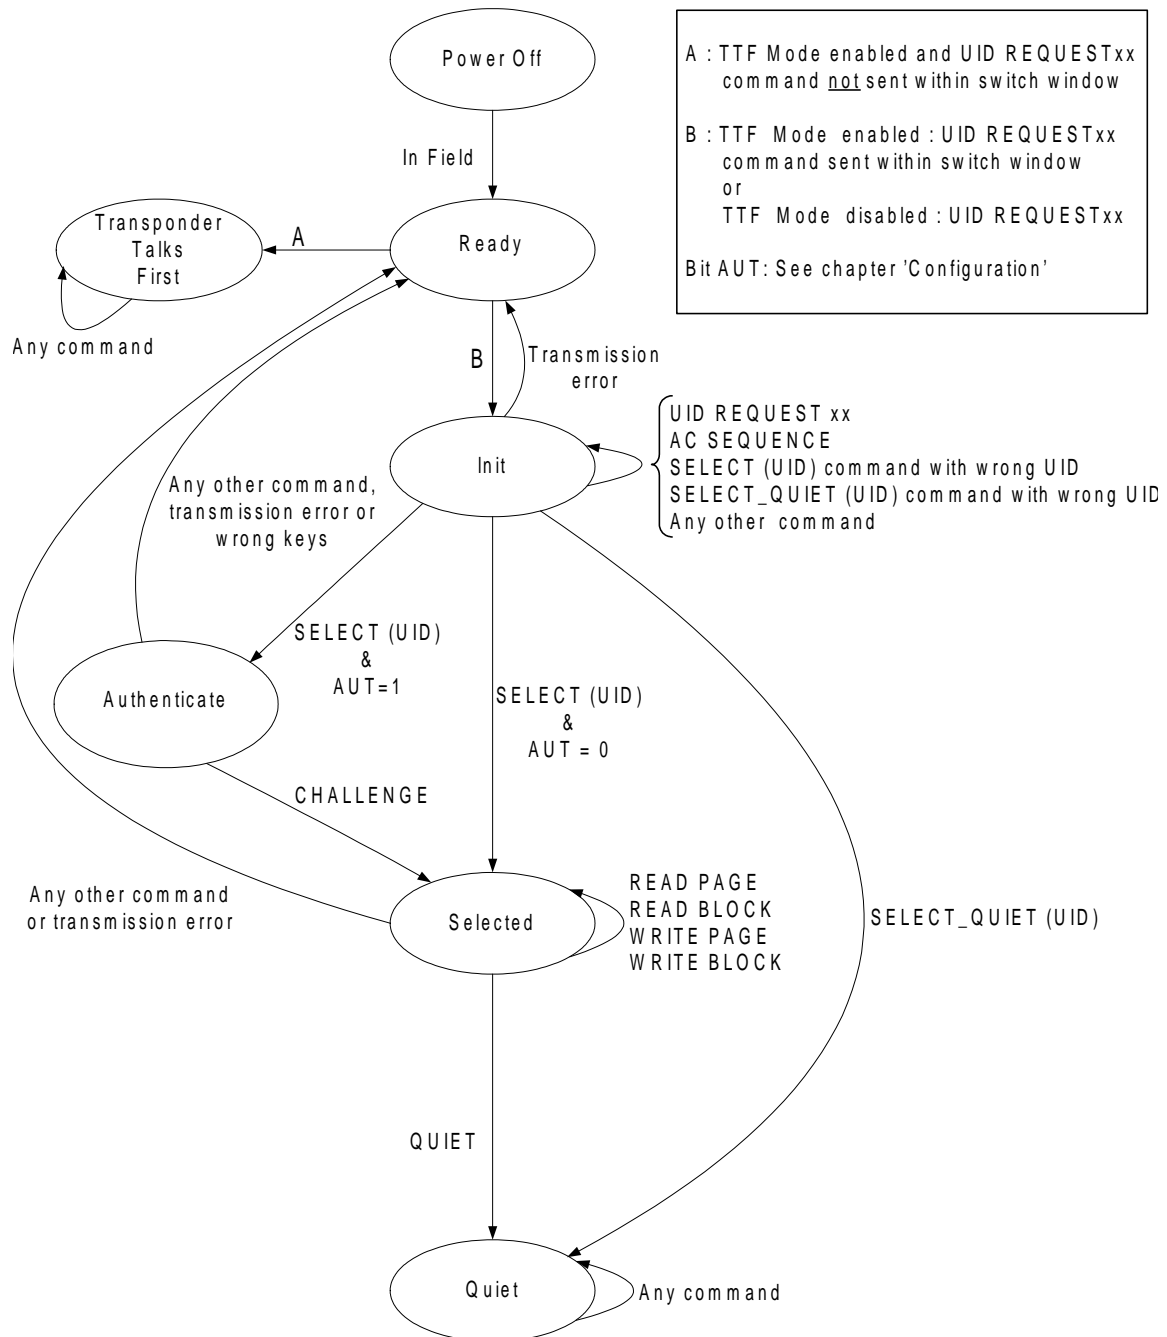 Power Off
A : TTF Mode enabled and UID REQUESTxx
command not sent within switch window
B : TTF Mode enabled : UID REQUESTxx
command sent within switch window
or
TTF Mode disabled : UID REQUESTxx
Bit AUT: See chapter 'Configuration'
In Field
Transponder
Talks
First
A
Ready
Any command
B
Transmission
error
Init
UID REQUEST xx
AC SEQUENCE
SELECT (UID) command with wrong UID
SELECT_QUIET (UID) command with wrong UID
Any other command
Any other command,
transmission error or
wrong keys
SELECT (UID)
&
AUT=1
Authenticate
SELECT (UID)
&
AUT = 0
CHALLENGE
Any other command
or transmission error
Selected
READ PAGE
READ BLOCK
WRITE PAGE
WRITE BLOCK
SELECT_QUIET (UID)
QUIET
Quiet
Any command